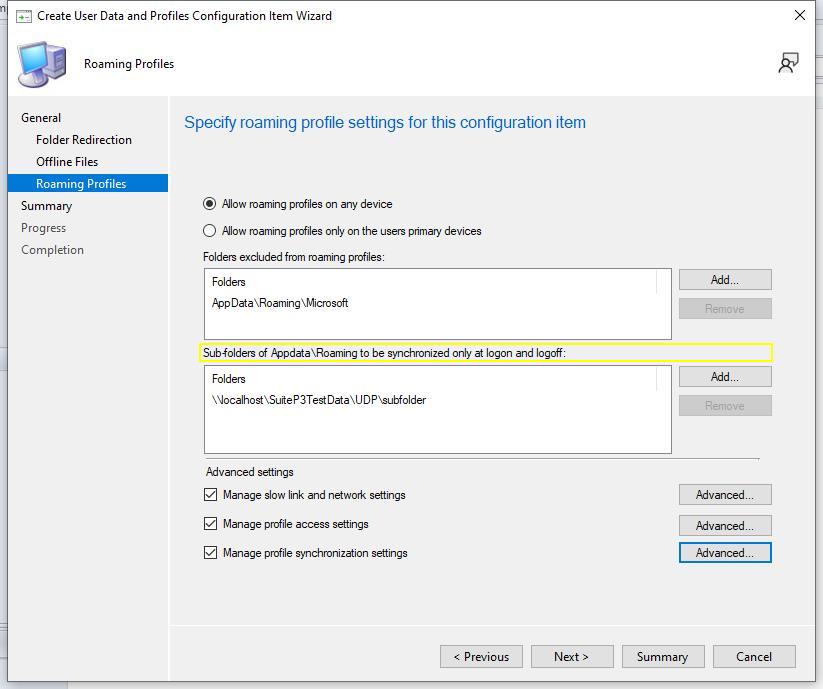 Create User Data and Profiles Configuration Item Wizard
Roaming Profiles
General
Folder Redirection
Offline Files
Roaming Profiles
Summary
Progress
Completion
Specify roaming profile settings for this configuration item
Allow roaming profiles on any device
Allow roaming profiles only on the users primary devices
Folders excluded from roaming profiles:
Folders
AppData\Roaming\Microsoft
Add...
Remove
Sub-folders of Appdata\Roaming to be synchronized only at logon and logoff:
Folders
\\localhost\SuiteP3TestData\UDP\subfolder
Add...
Remove
Advanced settings
Manage slow link and network settings
Advanced...
Manage profile access settings
Advanced...
Manage profile synchronization settings
Advanced...
< Previous
Next >
Summary
Cancel